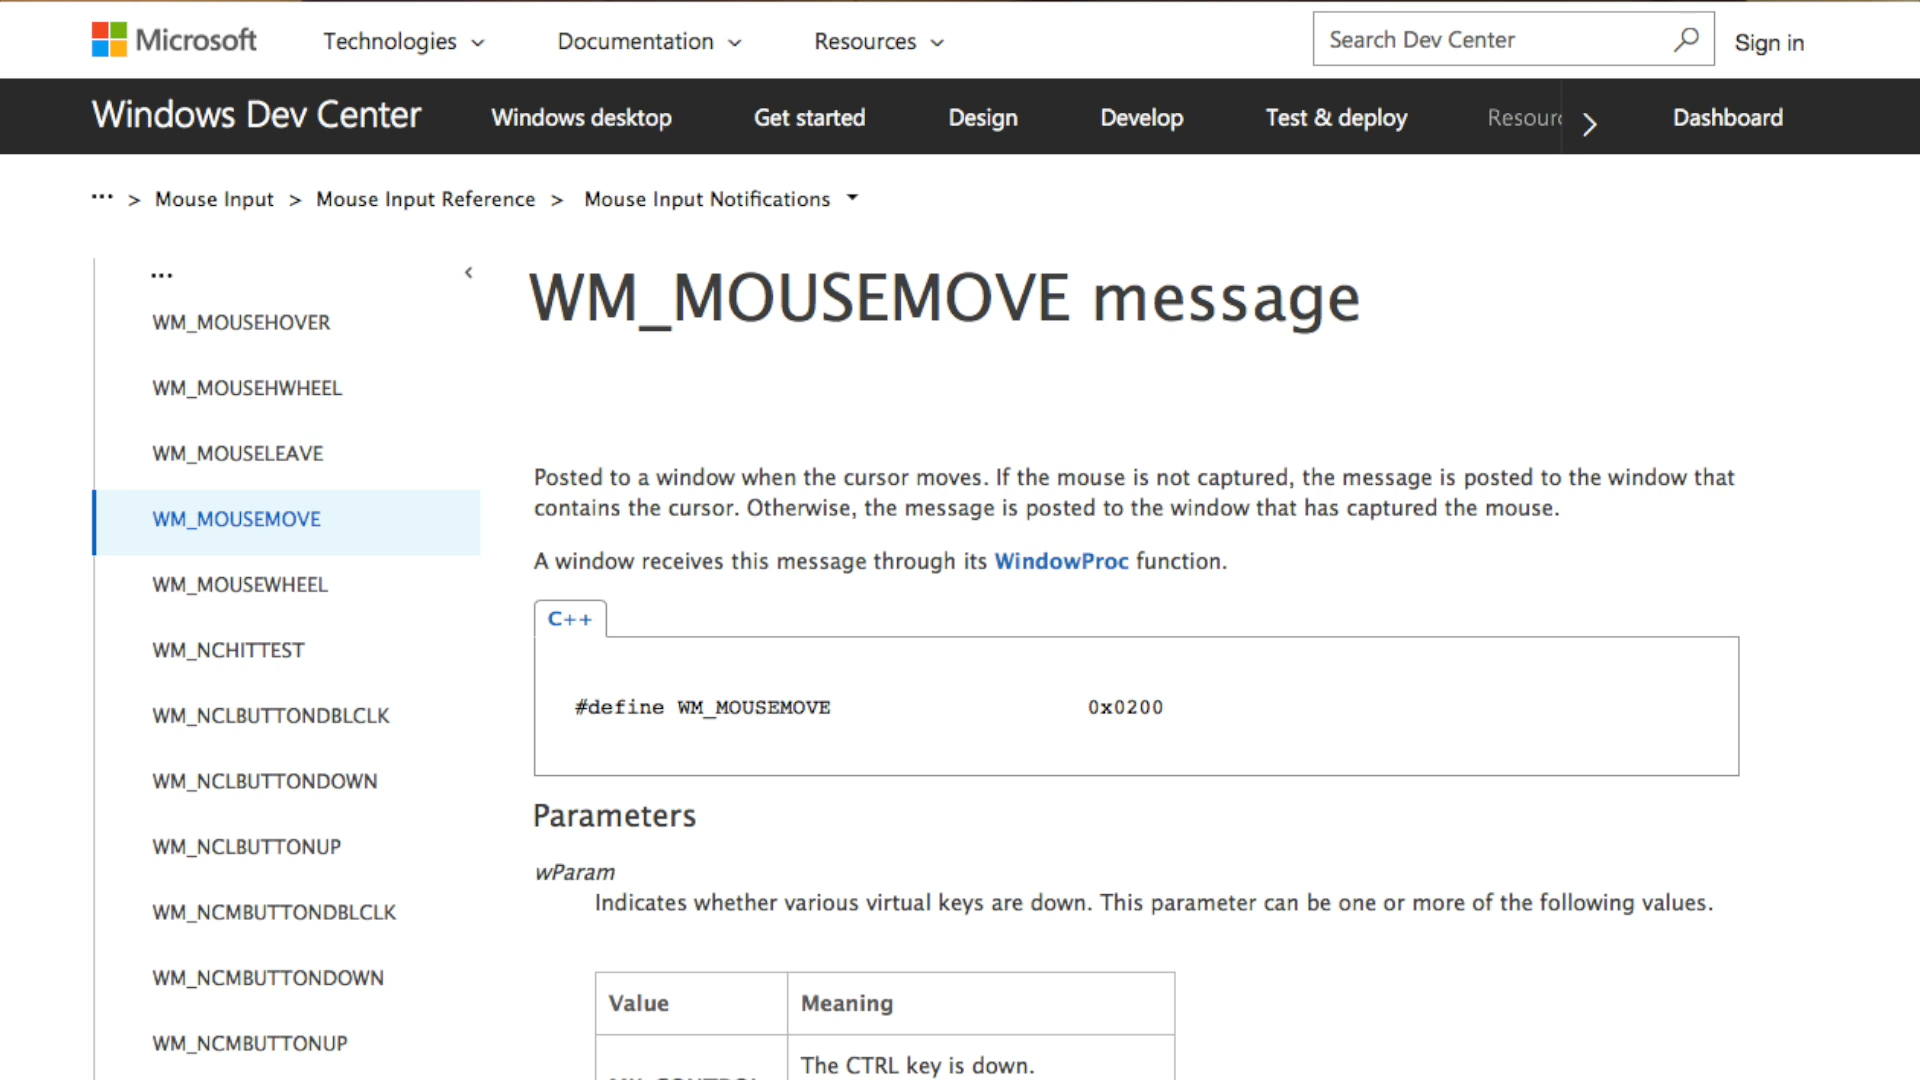 Microsoft Technologies Documentation Resources Search Dev Center Sign in
Windows Dev Center Windows desktop Get started Design Develop Test & deploy Dashboard
... > Mouse Input > Mouse Input Reference > Mouse Input Notifications
...
WM_MOUSEHOVER
WM_MOUSEHWHEEL
WM_MOUSELEAVE
WM_MOUSEMOVE
WM_MOUSEWHEEL
WM_NCHITTEST
WM_NCLBUTTONDBLCLK
WM_NCLBUTTONDOWN
WM_NCLBUTTONUP
WM_NCMBUTTONDBLCLK
WM_NCMBUTTONDOWN
WM_NCMBUTTONUP
WM_MOUSEMOVE message
Posted to a window when the cursor moves. If the mouse is not captured, the message is posted to the window that
contains the cursor. Otherwise, the message is posted to the window that has captured the mouse.
A window receives this message through its WindowProc function.
C++
#define WM_MOUSEMOVE 0x0200
Parameters
wParam
Indicates whether various virtual keys are down. This parameter can be one or more of the following values.
Value Meaning
The CTRL key is down.